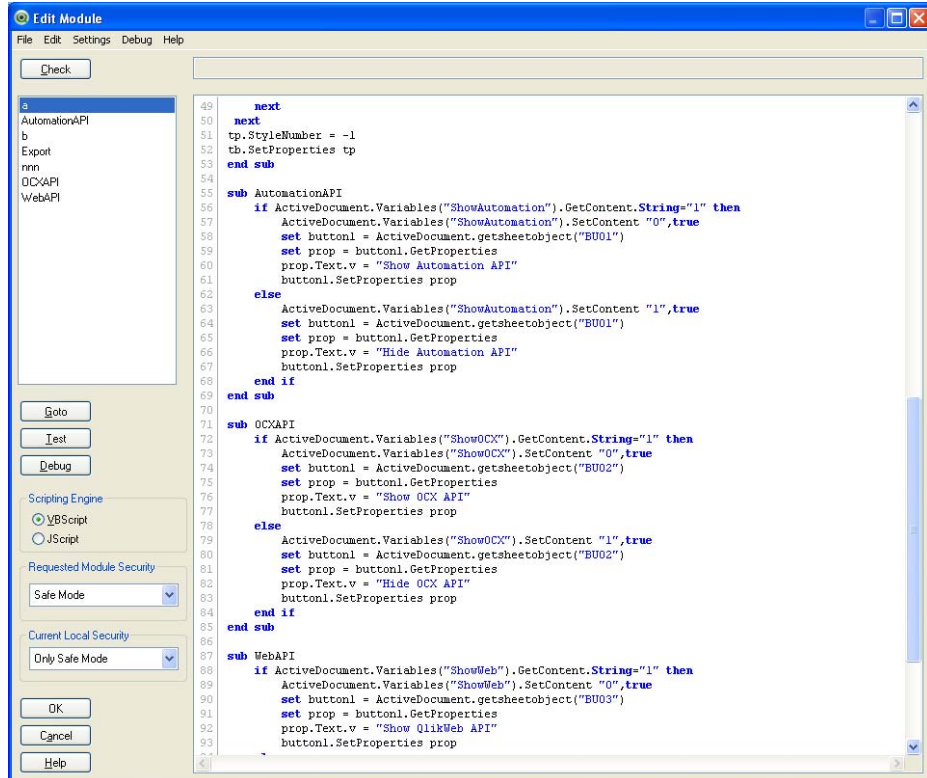 Edit Module
File Edit Settings Debug Help
Check
a
AutomationAPI
b
Export
nnn
OCXAPI
WebAPI
Goto
Test
Debug
Scripting Engine
VBScript
JScript
Requested Module Security
Safe Mode
Current Local Security
Only Safe Mode
OK
Cancel
Help
49 next
50 next
51 tp.StyleNumber = -1
52 tb.SetProperties tp
53 end sub
54
55 sub AutomationAPI
56 if ActiveDocument.Variables("ShowAutomation").GetContent.String="1" then
57 ActiveDocument.Variables("ShowAutomation").SetContent "0",true
58 set button1 = ActiveDocument.getsheetobject("BU01")
59 set prop = button1.GetProperties
60 prop.Text.v = "Show Automation API"
61 button1.SetProperties prop
62 else
63 ActiveDocument.Variables("ShowAutomation").SetContent "1",true
64 set button1 = ActiveDocument.getsheetobject("BU01")
65 set prop = button1.GetProperties
66 prop.Text.v = "Hide Automation API"
67 button1.SetProperties prop
68 end if
69 end sub
70
71 sub OCXAPI
72 if ActiveDocument.Variables("ShowOCX").GetContent.String="1" then
73 ActiveDocument.Variables("ShowOCX").SetContent "0",true
74 set button1 = ActiveDocument.getsheetobject("BU02")
75 set prop = button1.GetProperties
76 prop.Text.v = "Show OCX API"
77 button1.SetProperties prop
78 else
79 ActiveDocument.Variables("ShowOCX").SetContent "1",true
80 set button1 = ActiveDocument.getsheetobject("BU02")
81 set prop = button1.GetProperties
82 prop.Text.v = "Hide OCX API"
83 button1.SetProperties prop
84 end if
85 end sub
86
87 sub WebAPI
88 if ActiveDocument.Variables("ShowWeb").GetContent.String="1" then
89 ActiveDocument.Variables("ShowWeb").SetContent "0",true
90 set button1 = ActiveDocument.getsheetobject("BU03")
91 set prop = button1.GetProperties
92 prop.Text.v = "Show QlikWeb API"
93 button1.SetProperties prop